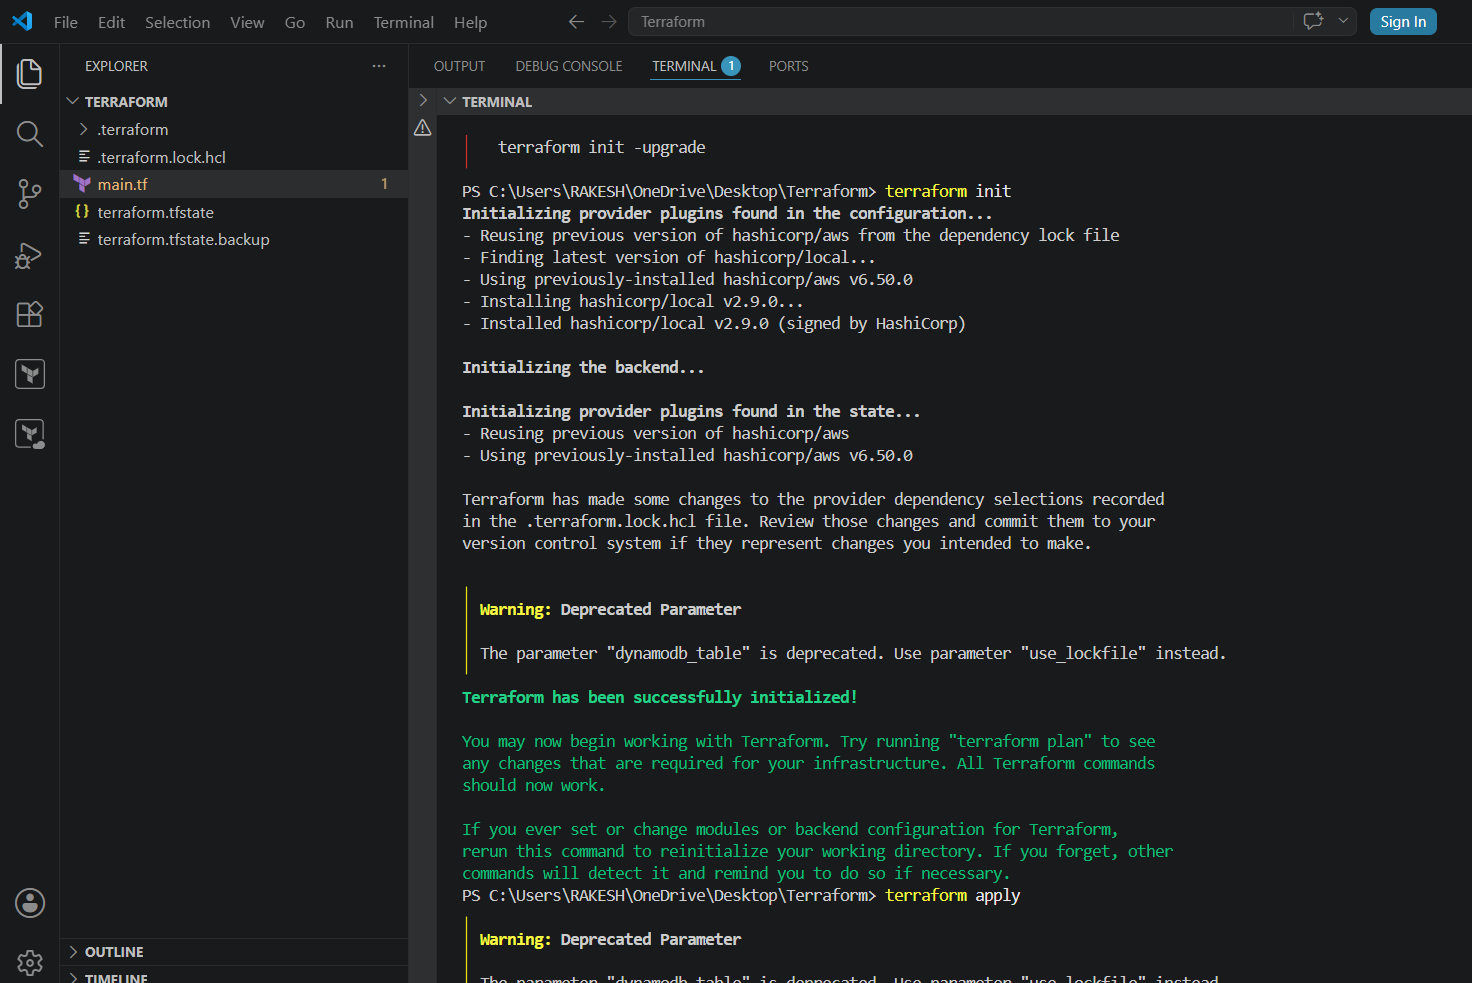 File Edit Selection View Go Run Terminal Help
Terraform
Sign In
EXPLORER
TERRAFORM
.terraform
.terraform.lock.hcl
main.tf 1
terraform.tfstate
terraform.tfstate.backup
OUTLINE
TIMELINE
OUTPUT DEBUG CONSOLE TERMINAL 1 PORTS
TERMINAL
terraform init -upgrade
PS C:\Users\RAKESH\OneDrive\Desktop\Terraform> terraform init
Initializing provider plugins found in the configuration...
- Reusing previous version of hashicorp/aws from the dependency lock file
- Finding latest version of hashicorp/local...
- Using previously-installed hashicorp/aws v6.50.0
- Installing hashicorp/local v2.9.0...
- Installed hashicorp/local v2.9.0 (signed by HashiCorp)
Initializing the backend...
Initializing provider plugins found in the state...
- Reusing previous version of hashicorp/aws
- Using previously-installed hashicorp/aws v6.50.0
Terraform has made some changes to the provider dependency selections recorded
in the .terraform.lock.hcl file. Review those changes and commit them to your
version control system if they represent changes you intended to make.
Warning: Deprecated Parameter
The parameter "dynamodb_table" is deprecated. Use parameter "use_lockfile" instead.
Terraform has been successfully initialized!
You may now begin working with Terraform. Try running "terraform plan" to see
any changes that are required for your infrastructure. All Terraform commands
should now work.
If you ever set or change modules or backend configuration for Terraform,
rerun this command to reinitialize your working directory. If you forget, other
commands will detect it and remind you to do so if necessary.
PS C:\Users\RAKESH\OneDrive\Desktop\Terraform> terraform apply
Warning: Deprecated Parameter
The parameter "dynamodb_table" is deprecated. Use parameter "use_lockfile" instead.